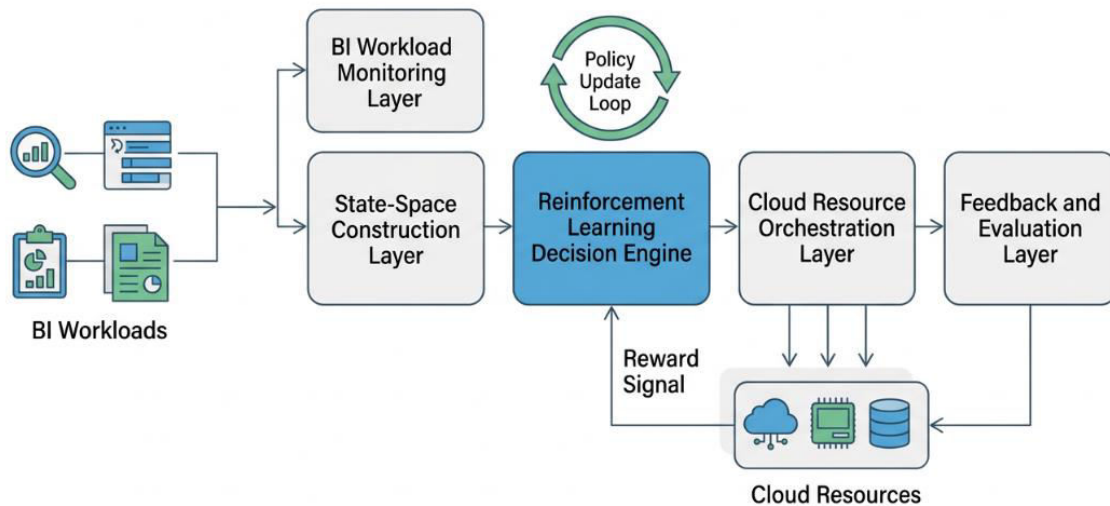 BI Workload
Monitoring
Layer
Policy
Update
Loop
BI Workloads
State-Space
Construction
Layer
Reinforcement
Learning
Decision Engine
Cloud Resource
Orchestration
Layer
Feedback and
Evaluation
Layer
Reward
Signal
Cloud Resources